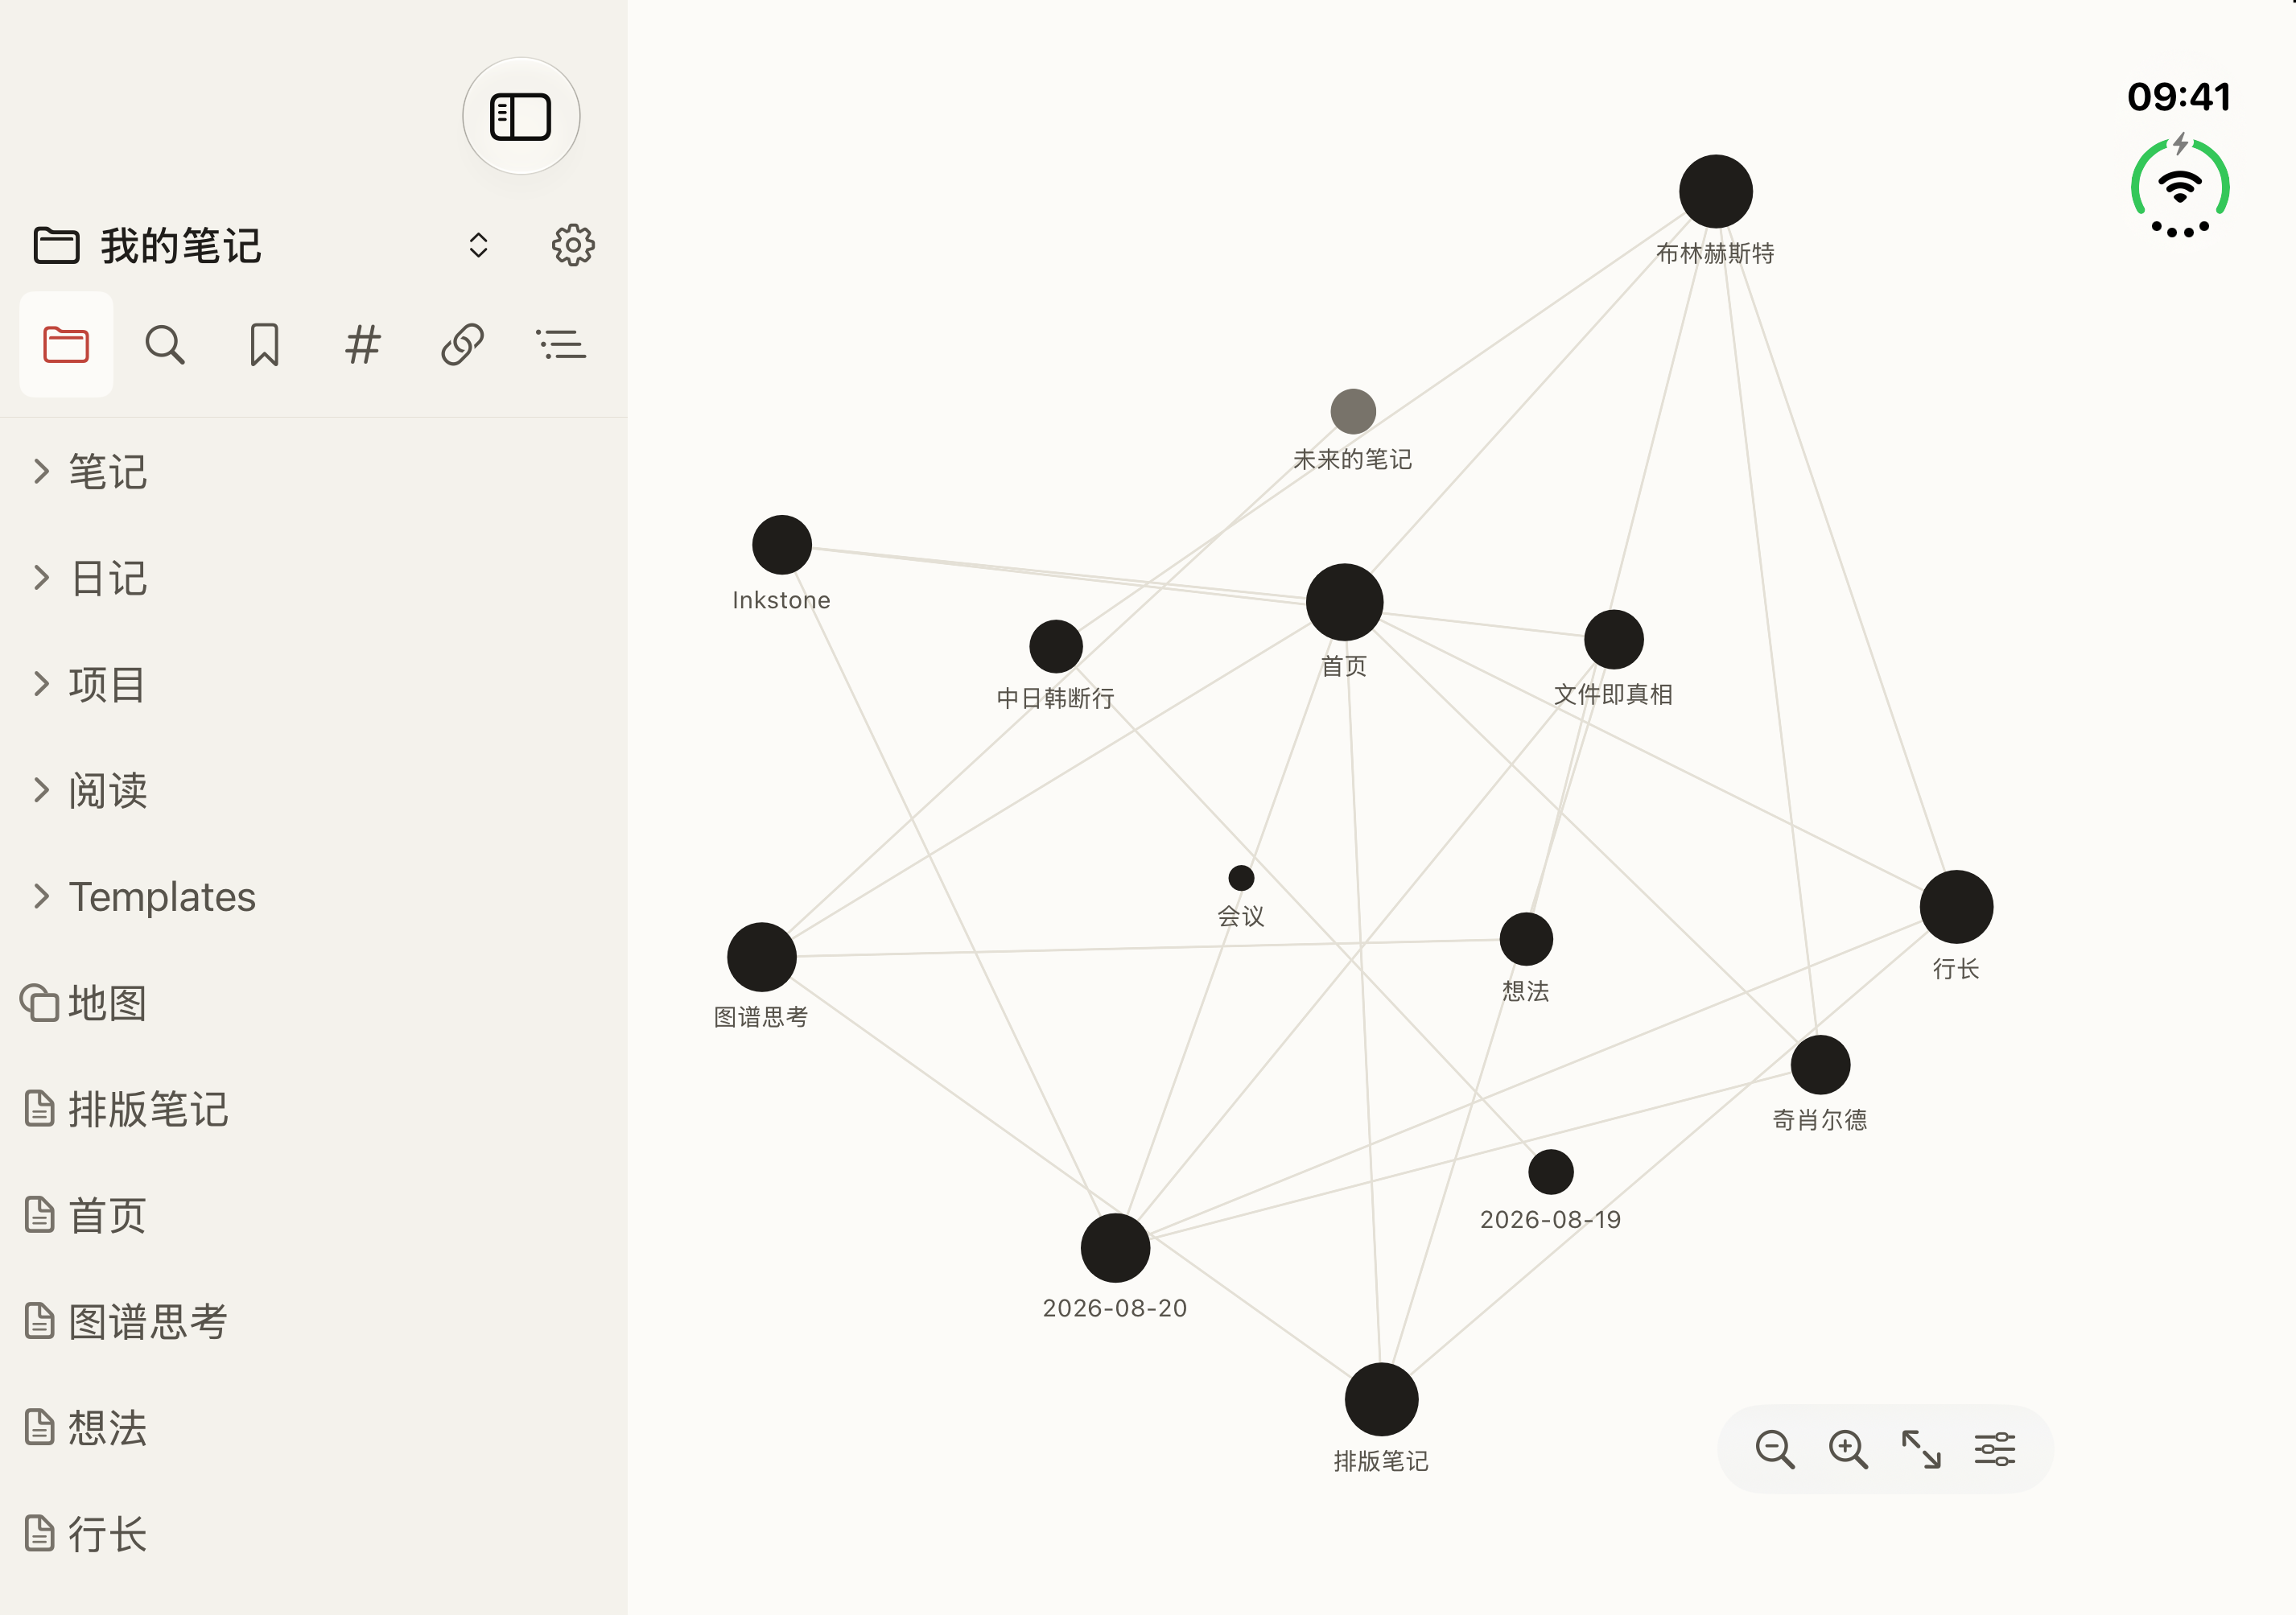 我的笔记
笔记
日记
项目
阅读
Templates
地图
排版笔记
首页
图谱思考
想法
行长
09:41
布林赫斯特
未来的笔记
Inkstone
首页
中日韩断行
文件即真相
会议
行长
想法
图谱思考
奇肖尔德
2026-08-19
2026-08-20
排版笔记